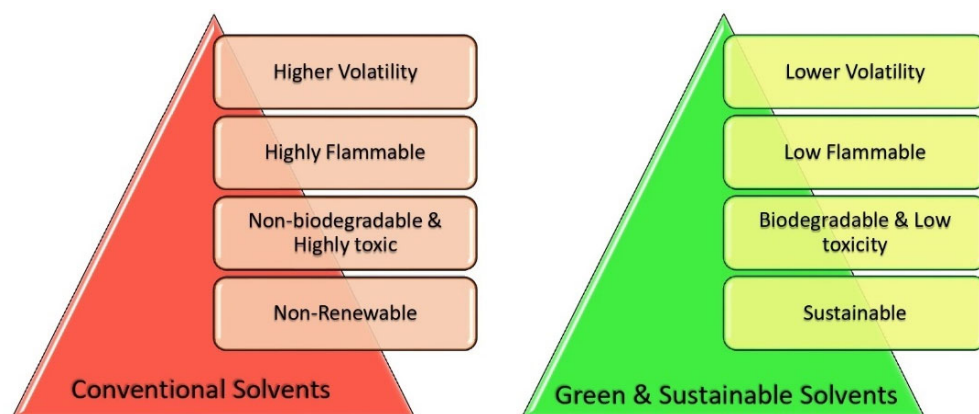 Higher Volatility
Highly Flammable
Non-biodegradable &
Highly toxic
Non-Renewable
Conventional Solvents
Lower Volatility
Low Flammable
Biodegradable & Low
toxicity
Sustainable
Green & Sustainable Solvents